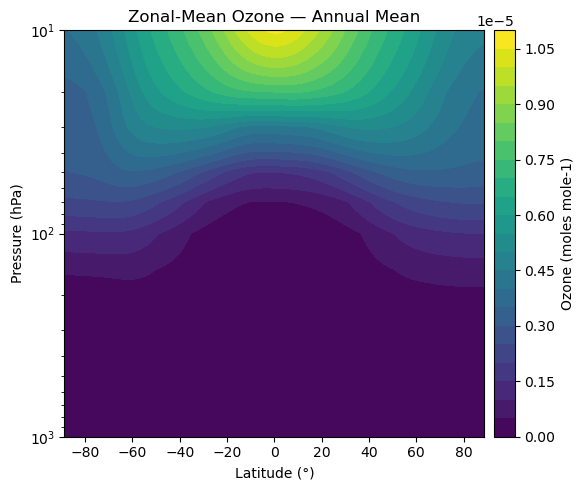 Zonal-Mean Ozone — Annual Mean
1e−5
10¹
10²
10³
Pressure (hPa)
−80 −60 −40 −20 0 20 40 60 80
Latitude (°)
1.05
0.90
0.75
0.60
0.45
0.30
0.15
0.00
Ozone (moles mole-1)